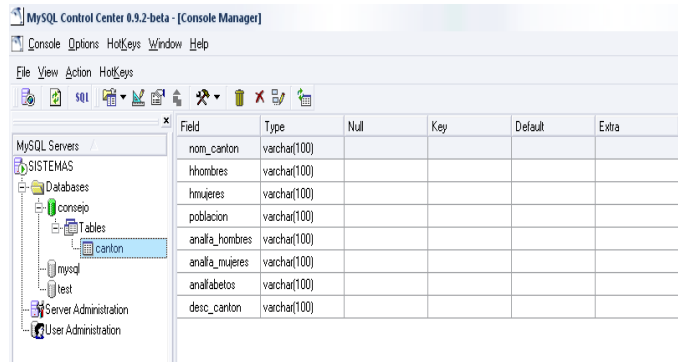 MySQL Control Center 0.9.2-beta - [Console Manager]
Console Options HotKeys Window Help
File View Action HotKeys
SQL
MySQL Servers
SISTEMAS
Databases
consejo
Tables
canton
mysql
test
Server Administration
User Administration
Field Type Null Key Default Extra
nom_canton varchar(100)
hhombres varchar(100)
hmujeres varchar(100)
poblacion varchar(100)
analfa_hombres varchar(100)
analfa_mujeres varchar(100)
analfabetos varchar(100)
desc_canton varchar(100)